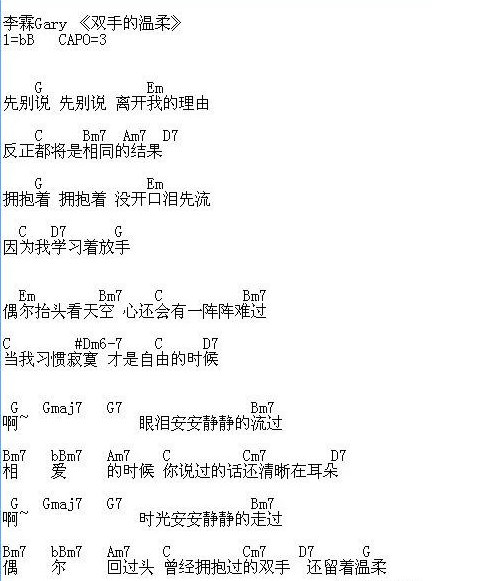 李霖Gary 《双手的温柔》
1=bB   CAPO=3
    G             Em
先别说 先别说 离开我的理由
    C     Bm7  Am7  D7
反正都将是相同的结果
    G             Em
拥抱着 拥抱着 没开口泪先流
  C   D7      G
因为我学习着放手
  Em        Bm7    C          Bm7
偶尔抬头看天空 心还会有一阵阵难过
C        #Dm6-7    C     D7
当我习惯寂寞 才是自由的时候
 G   Gmaj7   G7                Bm7
啊~              眼泪安安静静的流过
Bm7   bBm7   Am7    C         Cm7        D7
相    爱     的时候 你说过的话还清晰在耳朵
 G   Gmaj7   G7                Bm7
啊~              时光安安静静的走过
Bm7   bBm7   Am7    C         Cm7    D7      G
偶    尔     回过头 曾经拥抱过的双手 还留着温柔